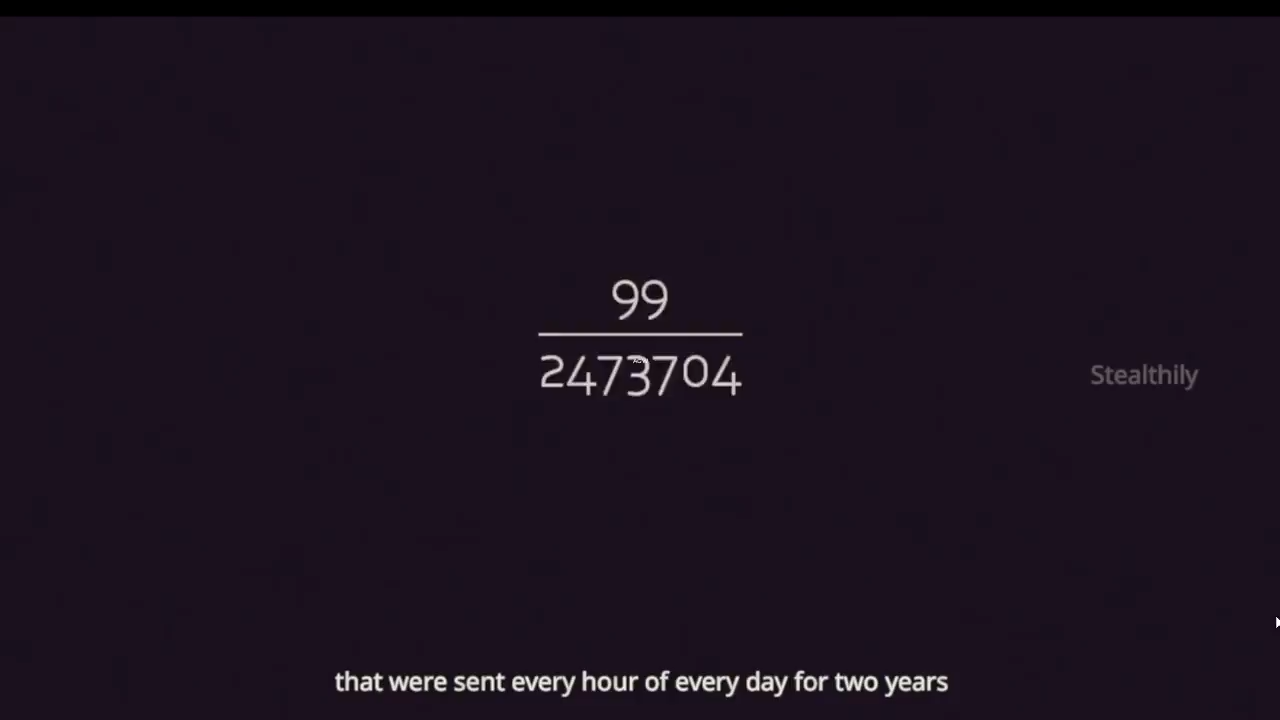 99
2473704
Stealthily
that were sent every hour of every day for two years